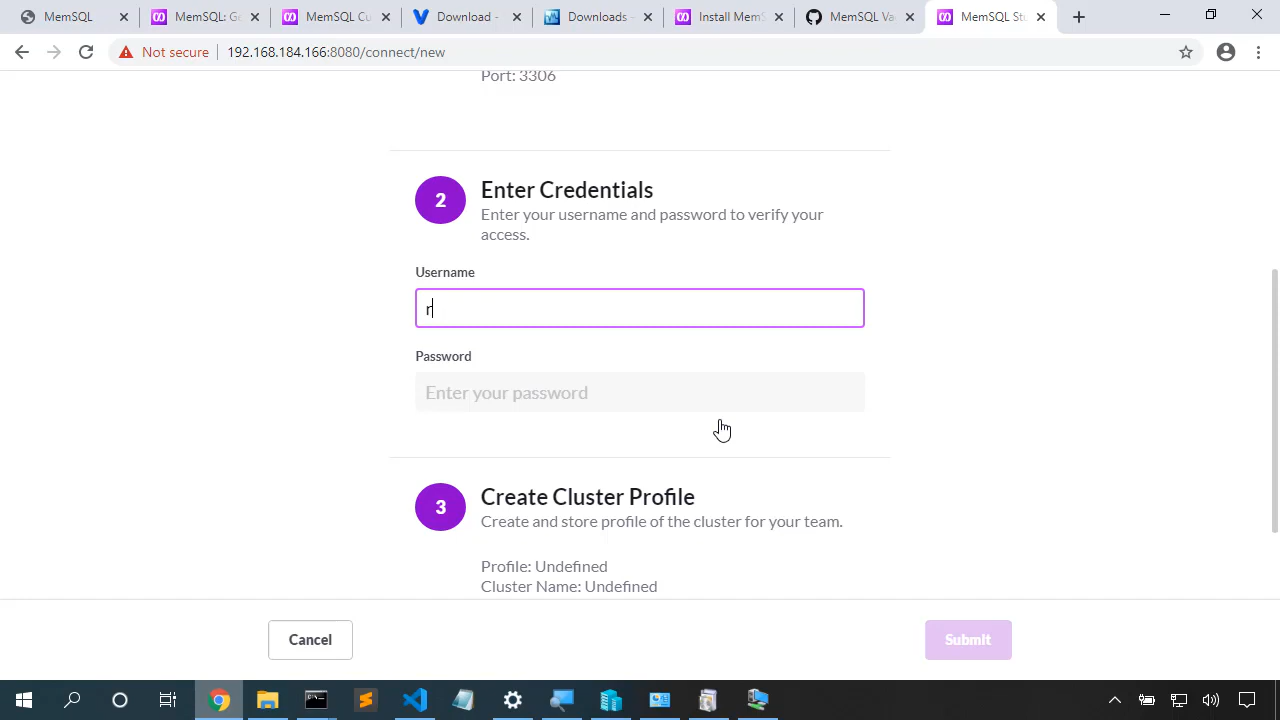 MemSQL
MemSQL: Ge
MemSQL Cu
Download -
Downloads –
Install MemS
MemSQL Va
MemSQL Stu
Not secure
192.168.184.166:8080/connect/new
Port: 3306
2
Enter Credentials
Enter your username and password to verify your
access.
Username
r
Password
Enter your password
3
Create Cluster Profile
Create and store profile of the cluster for your team.
Profile: Undefined
Cluster Name: Undefined
Cancel
Submit